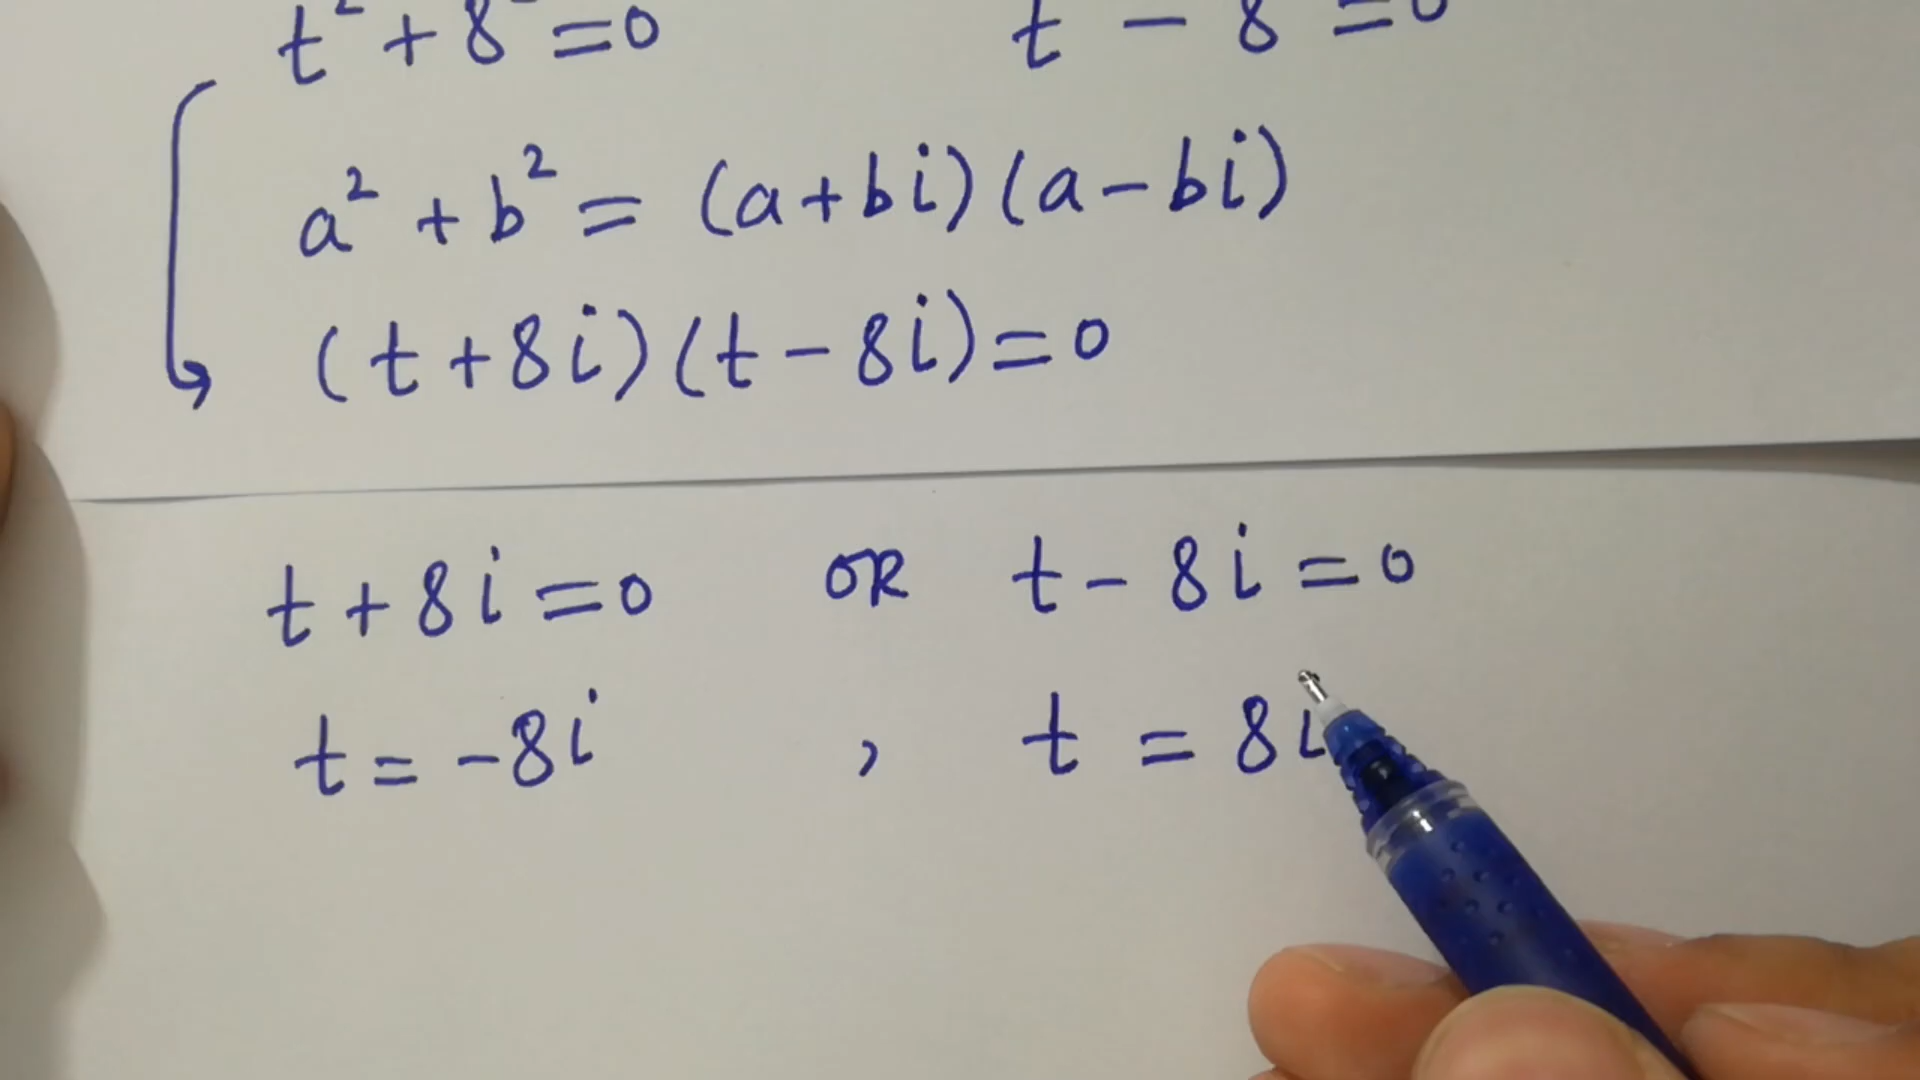 t² + 8² = 0 t - 8 = 0
a² + b² = (a + bi)(a - bi)
(t + 8i)(t - 8i) = 0
t + 8i = 0 OR t - 8i = 0
t = -8i , t = 8i